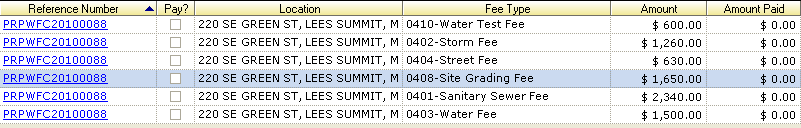 Reference Number Pay? Location Fee Type Amount Amount Paid
PRPWFC20100088 220 SE GREEN ST, LEES SUMMIT, M 0410-Water Test Fee $ 600.00 $ 0.00
PRPWFC20100088 220 SE GREEN ST, LEES SUMMIT, M 0402-Storm Fee $ 1,260.00 $ 0.00
PRPWFC20100088 220 SE GREEN ST, LEES SUMMIT, M 0404-Street Fee $ 630.00 $ 0.00
PRPWFC20100088 220 SE GREEN ST, LEES SUMMIT, M 0408-Site Grading Fee $ 1,650.00 $ 0.00
PRPWFC20100088 220 SE GREEN ST, LEES SUMMIT, M 0401-Sanitary Sewer Fee $ 2,340.00 $ 0.00
PRPWFC20100088 220 SE GREEN ST, LEES SUMMIT, M 0403-Water Fee $ 1,500.00 $ 0.00